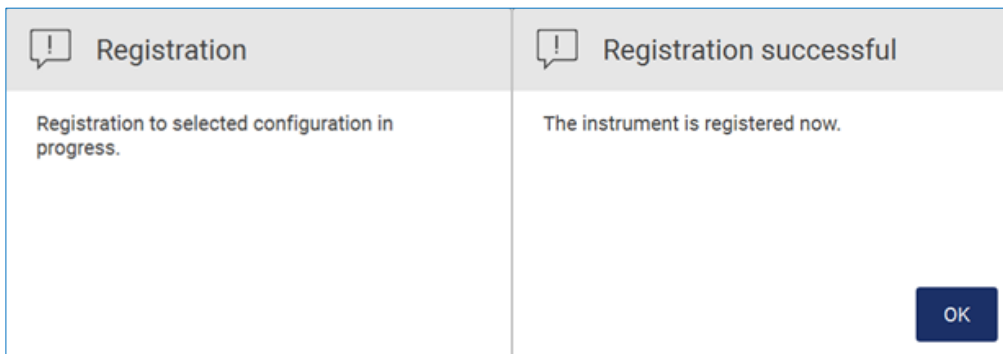 Registration
Registration to selected configuration in
progress.
Registration successful
The instrument is registered now.
OK